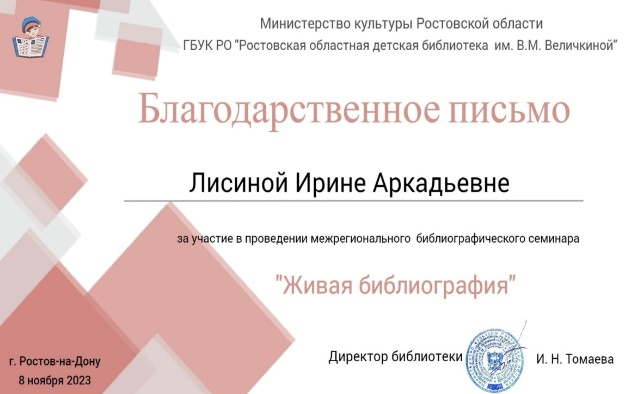 Министерство культуры Ростовской области
ГБУК РО "Ростовская областная детская библиотека им. В.М. Величкиной"
Благодарственное письмо
Лисиной Ирине Аркадьевне
за участие в проведении межрегионального библиографического семинара
"Живая библиография"
Директор библиотеки
И. Н. Томаева
г. Ростов-на-Дону
8 ноября 2023